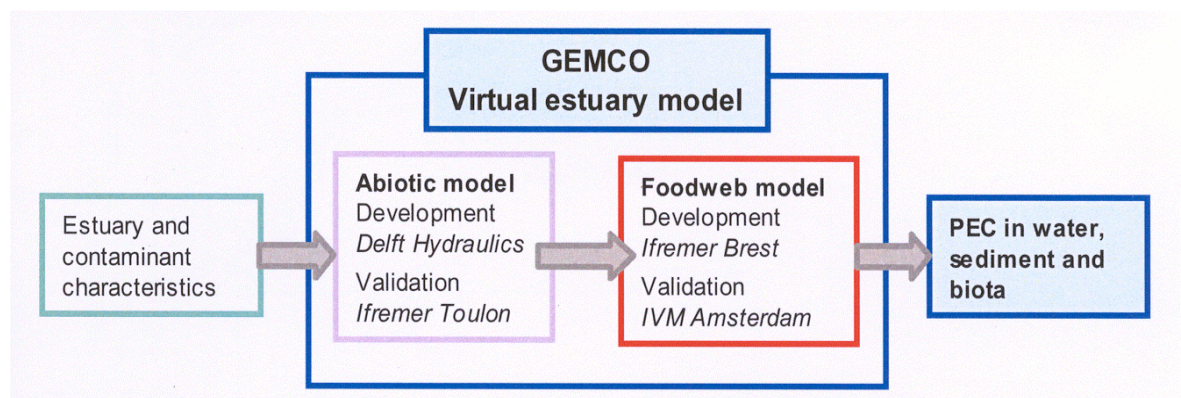 GEMCO
Virtual estuary model
Estuary and
contaminant
characteristics
Abiotic model
Development
Delft Hydraulics
Validation
Ifremer Toulon
Foodweb model
Development
Ifremer Brest
Validation
IVM Amsterdam
PEC in water,
sediment and
biota